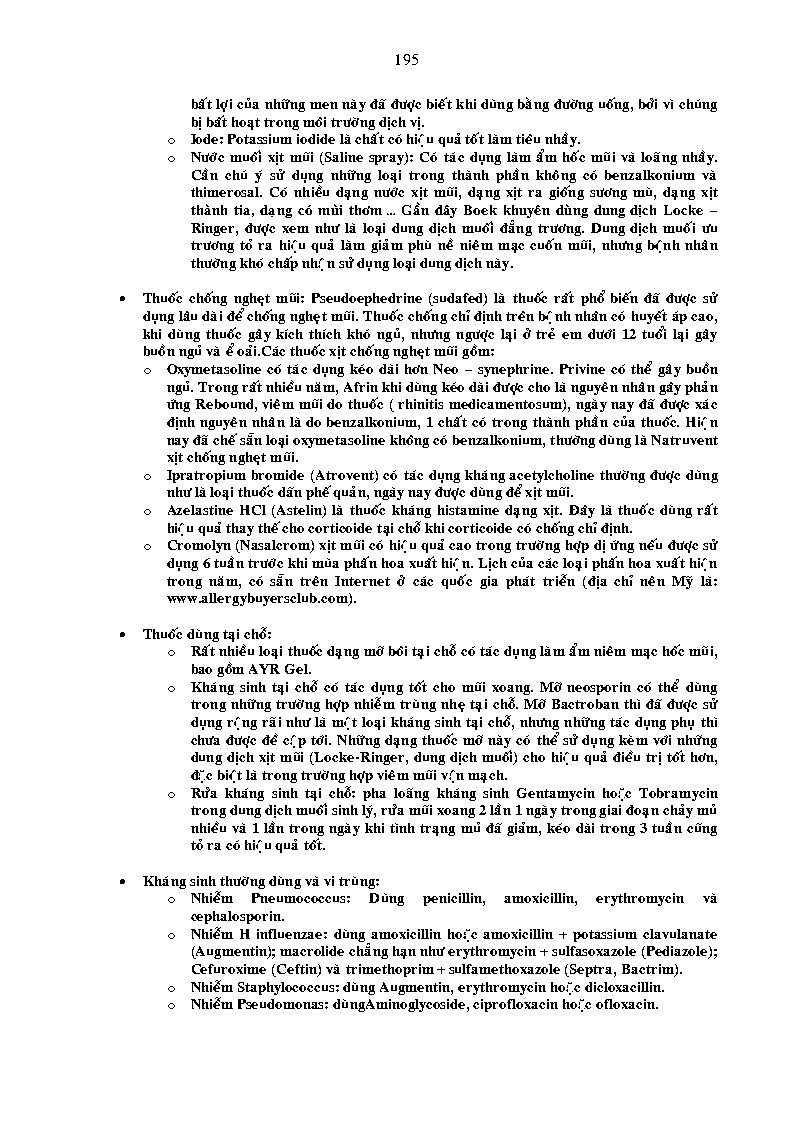 195
bất lợi của những men này đã được biết khi dùng bằng đường uống, bởi vì chúng
bị bất hoạt trong môi trường dịch vị.
o Iode: Potassium iodide là chất có hiệu quả tốt làm tiêu nhầy.
o Nước muối xịt mũi (Saline spray): Có tác dụng làm ẩm hốc mũi và loãng nhầy.
Cần chú ý sử dụng những loại trong thành phần không có benzalkonium và
thimerosal. Có nhiều dạng nước xịt mũi, dạng xịt ra giống sương mù, dạng xịt
thành tia, dạng có mùi thơm ... Gần đây Boek khuyên dùng dung dịch Locke –
Ringer, được xem như là loại dung dịch muối đẳng trương. Dung dịch muối ưu
trương tỏ ra hiệu quả làm giảm phù nề niêm mạc cuốn mũi, nhưng bệnh nhân
thường khó chấp nhận sử dụng loại dung dịch này.
• Thuốc chống nghẹt mũi: Pseudoephedrine (sudafed) là thuốc rất phổ biến đã được sử
dụng lâu dài để chống nghẹt mũi. Thuốc chống chỉ định trên bệnh nhân có huyết áp cao,
khi dùng thuốc gây kích thích khó ngủ, nhưng ngược lại ở trẻ em dưới 12 tuổi lại gây
buồn ngủ và ể oải.Các thuốc xịt chống nghẹt mũi gồm:
o Oxymetasoline có tác dụng kéo dài hơn Neo – synephrine. Privine có thể gây buồn
ngủ. Trong rất nhiều năm, Afrin khi dùng kéo dài được cho là nguyên nhân gây phản
ứng Rebound, viêm mũi do thuốc ( rhinitis medicamentosum), ngày nay đã được xác
định nguyên nhân là do benzalkonium, 1 chất có trong thành phần của thuốc. Hiện
nay đã chế sẵn loại oxymetasoline không có benzalkonium, thường dùng là Natruvent
xịt chống nghẹt mũi.
o Ipratropium bromide (Atrovent) có tác dụng kháng acetylcholine thường được dùng
như là loại thuốc dãn phế quản, ngày nay được dùng để xịt mũi.
o Azelastine HCl (Astelin) là thuốc kháng histamine dạng xịt. Đây là thuốc dùng rất
hiệu quả thay thế cho corticoide tại chỗ khi corticoide có chống chỉ định.
o Cromolyn (Nasalcrom) xịt mũi có hiệu quả cao trong trường hợp dị ứng nếu được sử
dụng 6 tuần trước khi mùa phấn hoa xuất hiện. Lịch của các loại phấn hoa xuất hiện
trong năm, có sẵn trên Internet ở các quốc gia phát triển (địa chỉ nên Mỹ là:
www.allergybuyersclub.com).
• Thuốc dùng tại chỗ:
o Rất nhiều loại thuốc dạng mỡ bôi tại chỗ có tác dụng làm ẩm niêm mạc hốc mũi,
bao gồm AYR Gel.
o Kháng sinh tại chỗ có tác dụng tốt cho mũi xoang. Mỡ neosporin có thể dùng
trong những trường hợp nhiễm trùng nhẹ tại chỗ. Mỡ Bactroban thì đã được sử
dụng rộng rãi như là một loại kháng sinh tại chỗ, nhưng những tác dụng phụ thì
chưa được đề cập tới. Những dạng thuốc mỡ này có thể sử dụng kèm với những
dung dịch xịt mũi (Locke-Ringer, dung dịch muối) cho hiệu quả điều trị tốt hơn,
đặc biệt là trong trường hợp viêm mũi vận mạch.
o Rửa kháng sinh tại chỗ: pha loãng kháng sinh Gentamycin hoặc Tobramycin
trong dung dịch muối sinh lý, rửa mũi xoang 2 lần 1 ngày trong giai đoạn chảy mủ
nhiều và 1 lần trong ngày khi tình trạng mủ đã giảm, kéo dài trong 3 tuần cũng
tỏ ra có hiệu quả tốt.
• Kháng sinh thường dùng và vi trùng:
o Nhiễm Pneumococcus: Dùng penicillin, amoxicillin, erythromycin và
cephalosporin.
o Nhiễm H influenzae: dùng amoxicillin hoặc amoxicillin + potassium clavulanate
(Augmentin); macrolide chẳng hạn như erythromycin + sulfasoxazole (Pediazole);
Cefuroxime (Ceftin) và trimethoprim + sulfamethoxazole (Septra, Bactrim).
o Nhiễm Staphylococcus: dùng Augmentin, erythromycin hoặc dicloxacillin.
o Nhiễm Pseudomonas: dùngAminoglycoside, ciprofloxacin hoặc ofloxacin.